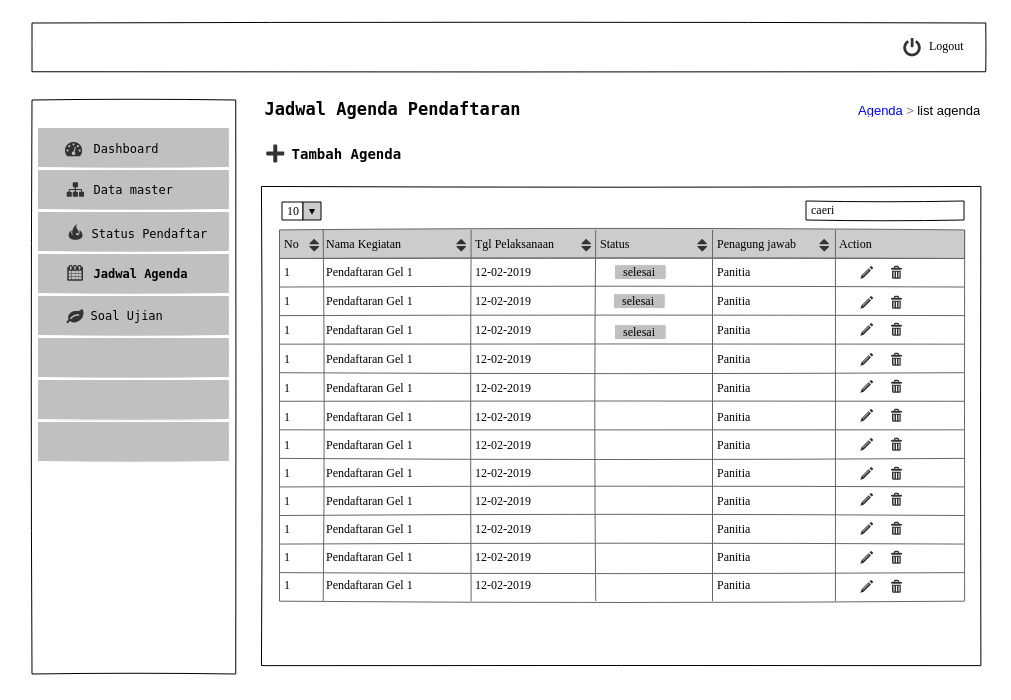 Logout
Jadwal Agenda Pendaftaran
Agenda > list agenda
Tambah Agenda
Dashboard
Data master
Status Pendaftar
Jadwal Agenda
Soal Ujian
10
caeri
No Nama Kegiatan Tgl Pelaksanaan Status Penagung jawab Action
1 Pendaftaran Gel 1 12-02-2019 selesai Panitia
1 Pendaftaran Gel 1 12-02-2019 selesai Panitia
1 Pendaftaran Gel 1 12-02-2019 selesai Panitia
1 Pendaftaran Gel 1 12-02-2019 Panitia
1 Pendaftaran Gel 1 12-02-2019 Panitia
1 Pendaftaran Gel 1 12-02-2019 Panitia
1 Pendaftaran Gel 1 12-02-2019 Panitia
1 Pendaftaran Gel 1 12-02-2019 Panitia
1 Pendaftaran Gel 1 12-02-2019 Panitia
1 Pendaftaran Gel 1 12-02-2019 Panitia
1 Pendaftaran Gel 1 12-02-2019 Panitia
1 Pendaftaran Gel 1 12-02-2019 Panitia